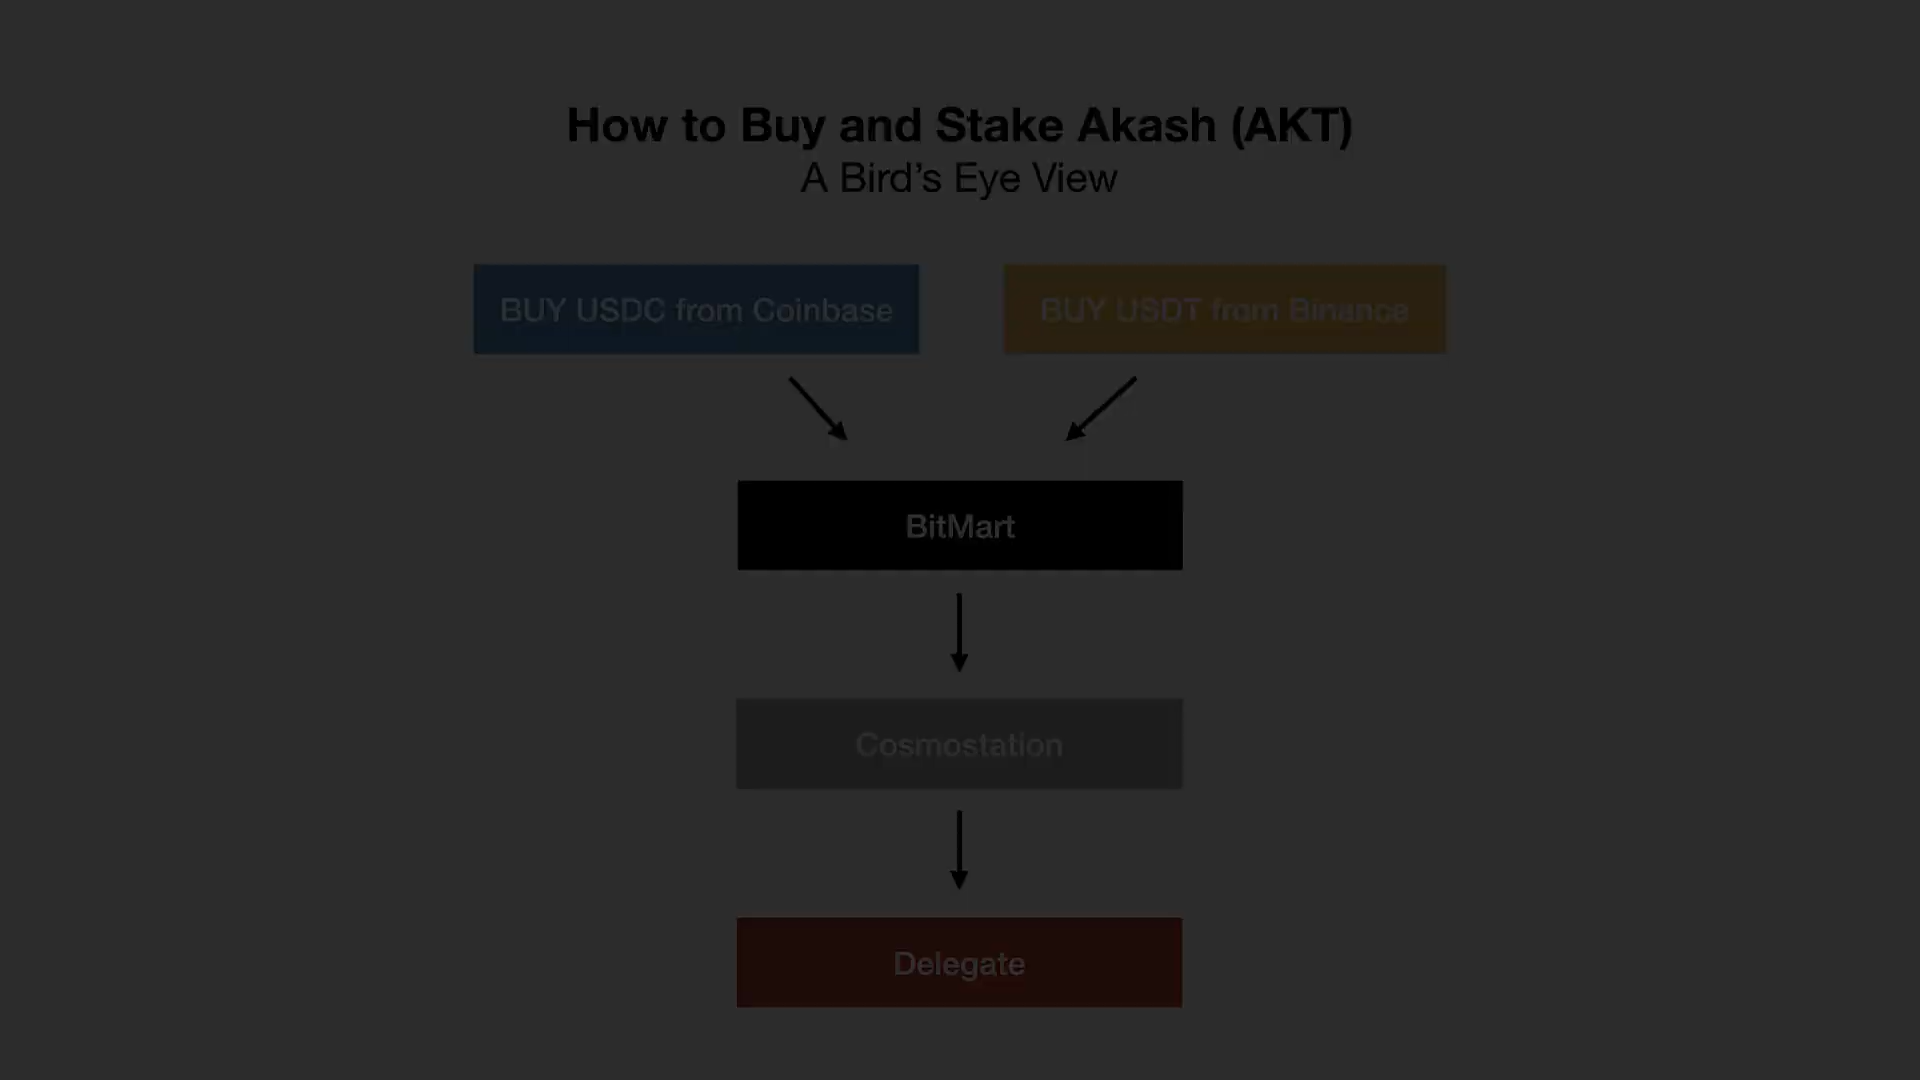 How to Buy and Stake Akash (AKT)
A Bird’s Eye View
BUY USDC from Coinbase
BUY USDT from Binance
BitMart
Cosmostation
Delegate